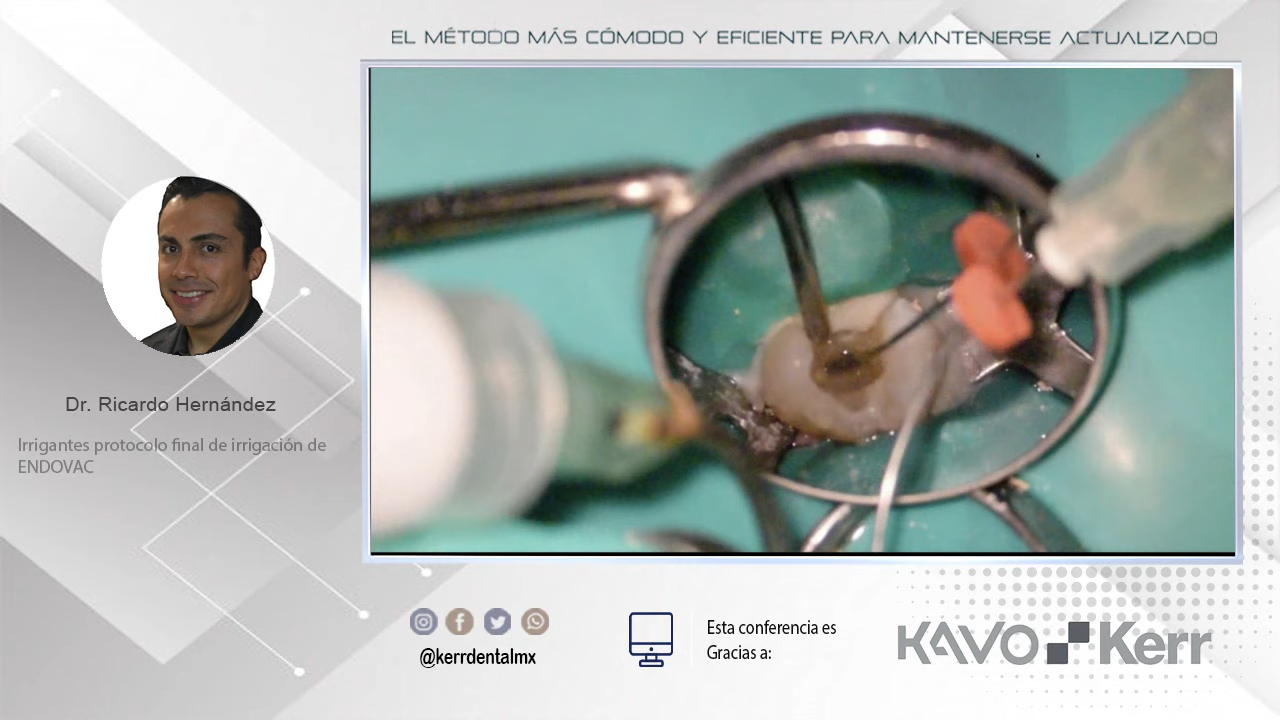 EL MÉTODO MÁS CÓMODO Y EFICIENTE PARA MANTENERSE ACTUALIZADO
Dr. Ricardo Hernández
Irrigantes protocolo final de irrigación de
ENDOVAC
@kerrdentalmx
Esta conferencia es
Gracias a:
KAVO Kerr